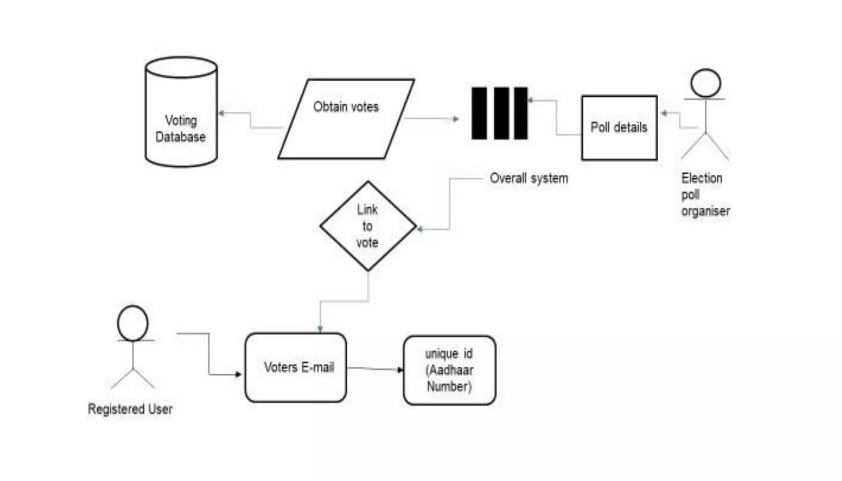 Obtain votes
Voting
Database
Poll details
Overall system
Election
poll
organiser
Link
to
vote
Voters E-mail
unique id
(Aadhaar
Number)
Registered User